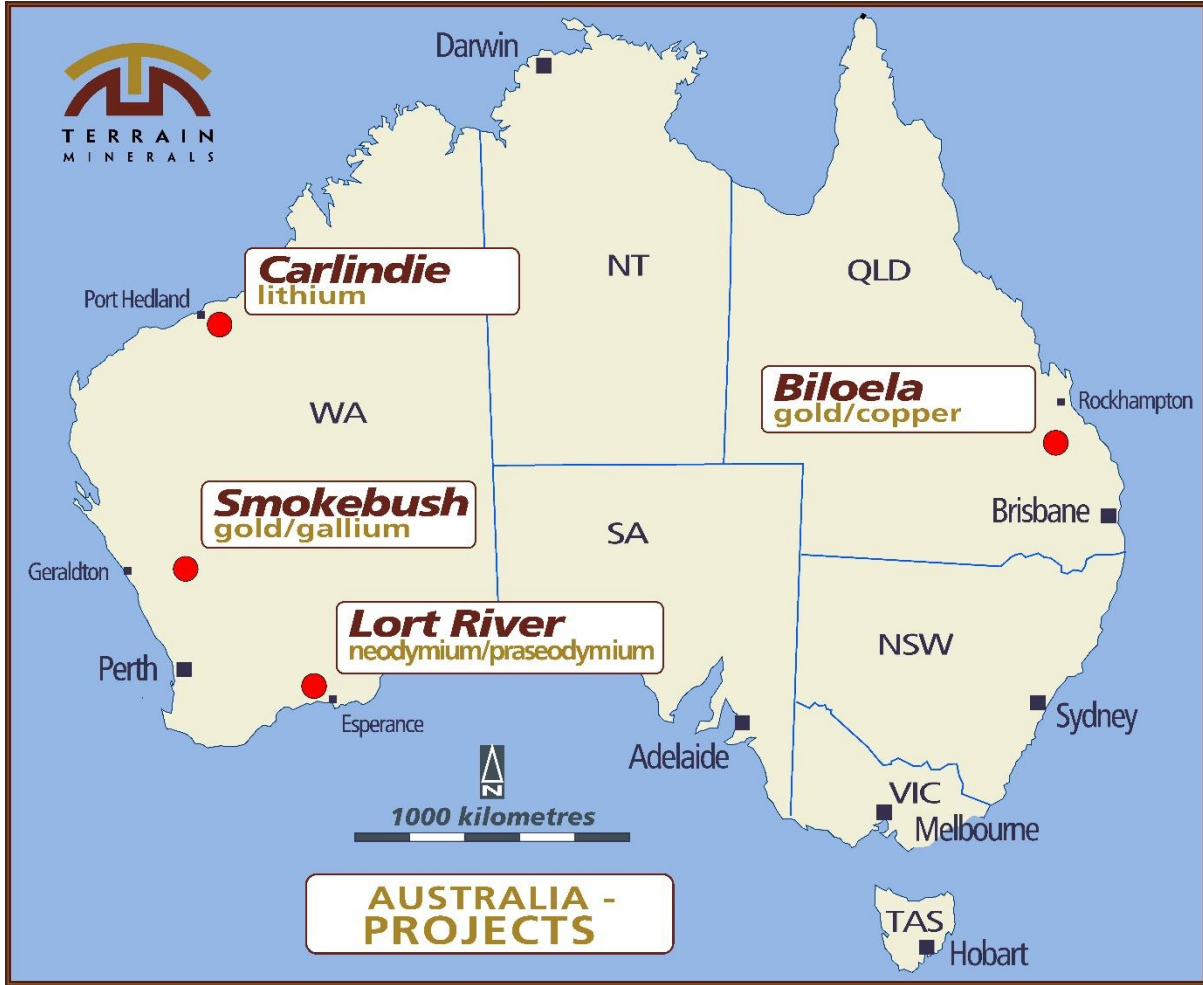 TERRAIN
MINERALS
Darwin
Carlindie
lithium
Port Hedland
NT
QLD
WA
Biloela
gold/copper
Rockhampton
Smokebush
gold/gallium
Brisbane
SA
Geraldton
Lort River
neodymium/praseodymium
NSW
Perth
Esperance
Sydney
Adelaide
N
VIC
1000 kilometres
Melbourne
AUSTRALIA -
PROJECTS
TAS
Hobart